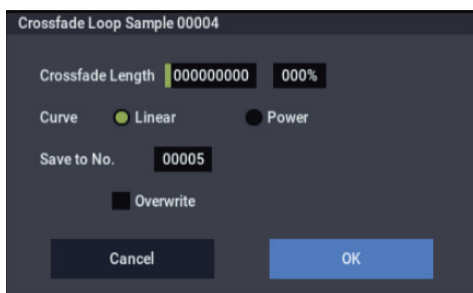 Crossfade Loop Sample 00004
Crossfade Length 000000000 000%
Curve Linear Power
Save to No. 00005
Overwrite
Cancel OK